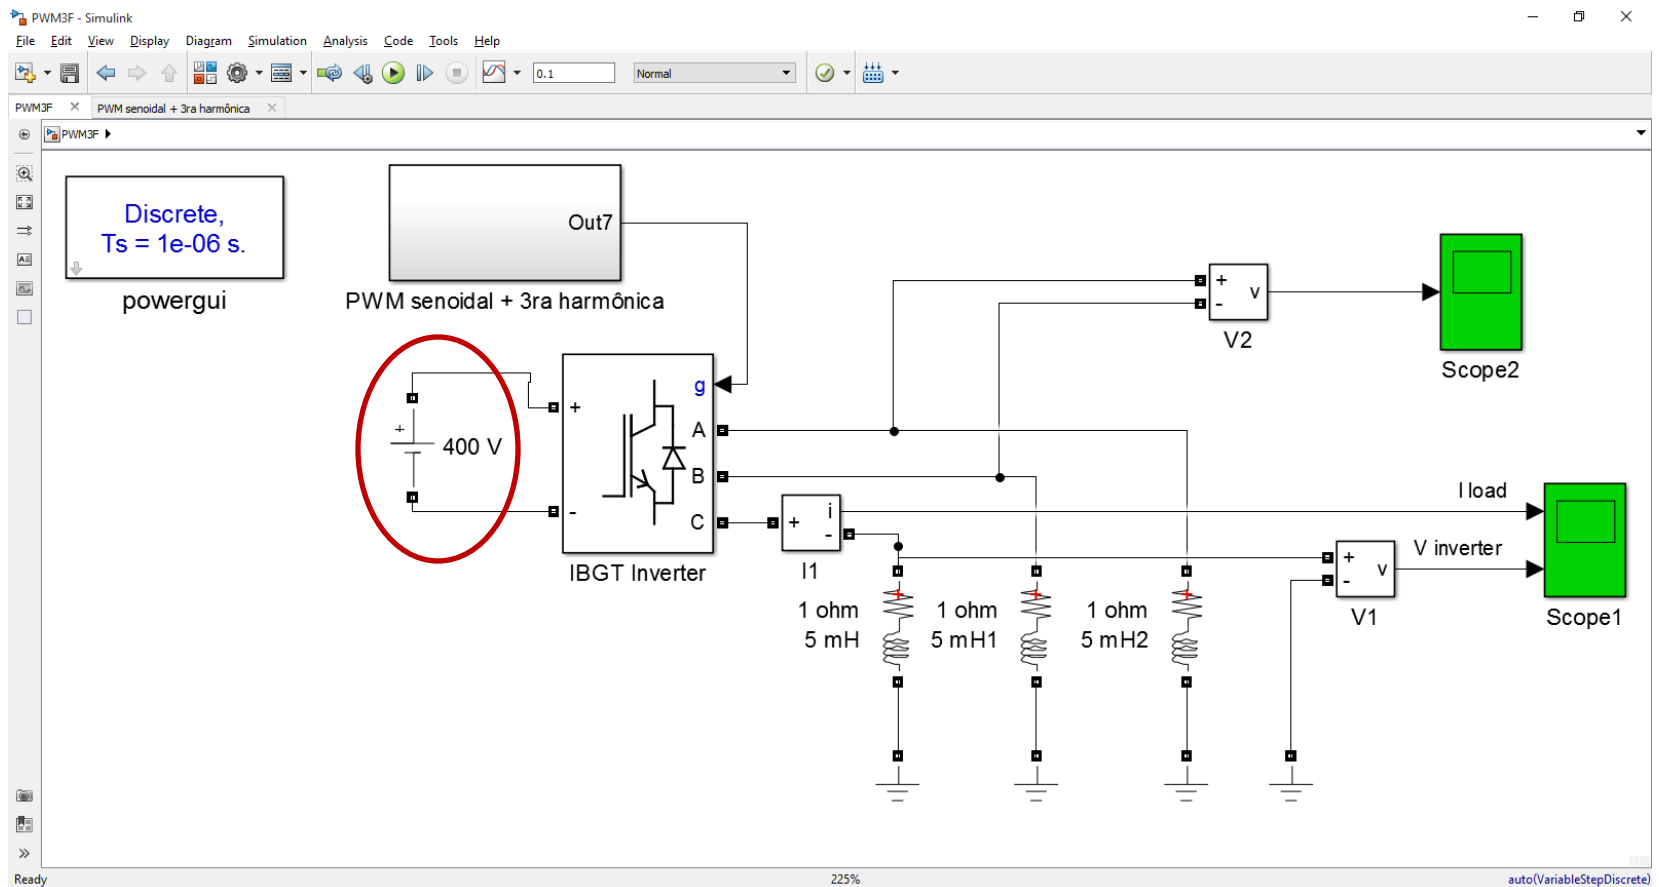 PWM3F - Simulink
File Edit View Display Diagram Simulation Analysis Code Tools Help
0.1
Normal
PWM3F
PWM senoidal + 3ra harmônica
PWM3F
Discrete,
Ts = 1e-06 s.
powergui
Out7
PWM senoidal + 3ra harmônica
+
400 V
+
-
g
A
B
C
IBGT Inverter
+
i
-
I1
+
-
v
V2
Scope2
I load
V inverter
+
-
v
V1
Scope1
1 ohm
5 mH
1 ohm
5 mH1
1 ohm
5 mH2
Ready
225%
auto(VariableStepDiscrete)